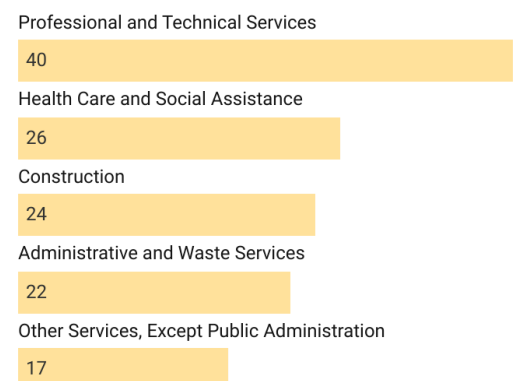 Professional and Technical Services
40
Health Care and Social Assistance
26
Construction
24
Administrative and Waste Services
22
Other Services, Except Public Administration
17